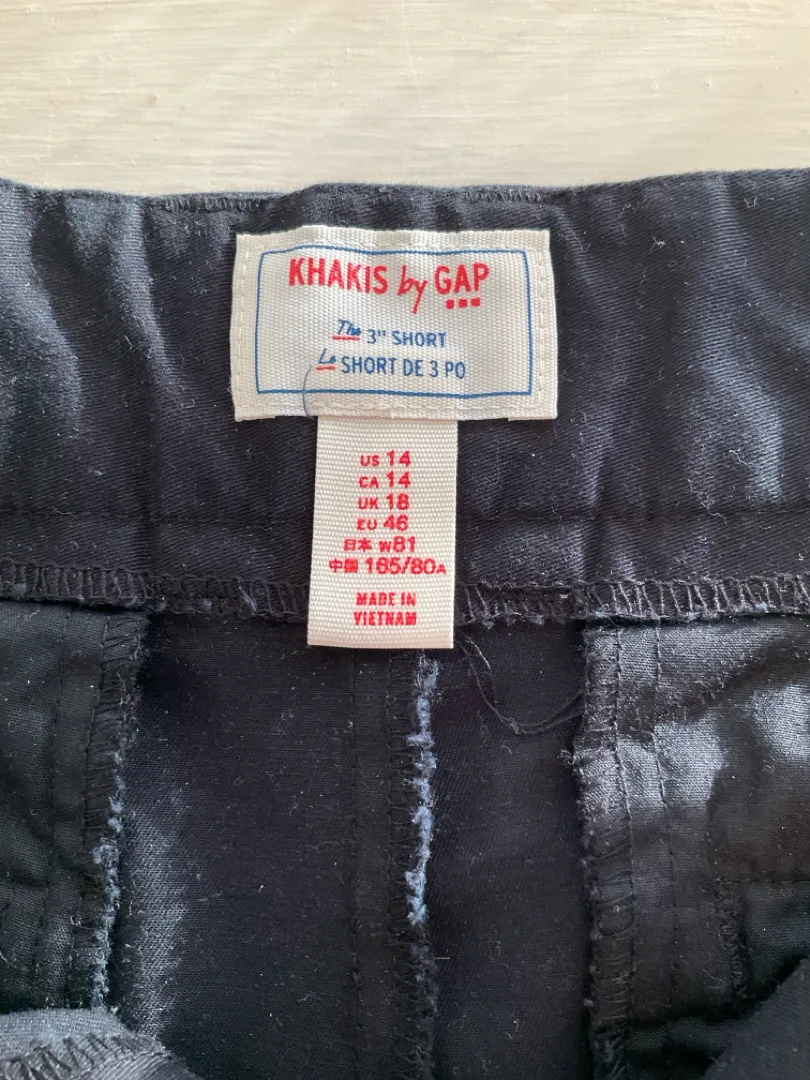 KHAKIS by GAP
The 3" SHORT
Le SHORT DE 3 PO
US 14
CA 14
UK 18
EU 46
日本 W81
中国 165/80A
MADE IN
VIETNAM